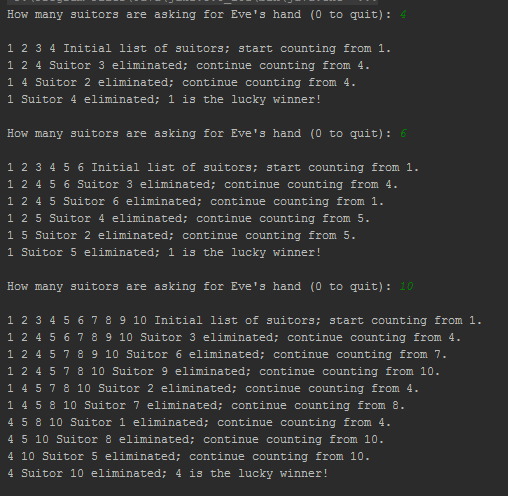 How many suitors are asking for Eve's hand (0 to quit): 4
1 2 3 4 Initial list of suitors; start counting from 1.
1 2 4 Suitor 3 eliminated; continue counting from 4.
1 4 Suitor 2 eliminated; continue counting from 4.
1 Suitor 4 eliminated; 1 is the lucky winner!
How many suitors are asking for Eve's hand (0 to quit): 6
1 2 3 4 5 6 Initial list of suitors; start counting from 1.
1 2 4 5 6 Suitor 3 eliminated; continue counting from 4.
1 2 4 5 Suitor 6 eliminated; continue counting from 1.
1 2 5 Suitor 4 eliminated; continue counting from 5.
1 5 Suitor 2 eliminated; continue counting from 5.
1 Suitor 5 eliminated; 1 is the lucky winner!
How many suitors are asking for Eve's hand (0 to quit): 10
1 2 3 4 5 6 7 8 9 10 Initial list of suitors; start counting from 1.
1 2 4 5 6 7 8 9 10 Suitor 3 eliminated; continue counting from 4.
1 2 4 5 7 8 9 10 Suitor 6 eliminated; continue counting from 7.
1 2 4 5 7 8 10 Suitor 9 eliminated; continue counting from 10.
1 4 5 7 8 10 Suitor 2 eliminated; continue counting from 4.
1 4 5 8 10 Suitor 7 eliminated; continue counting from 8.
4 5 8 10 Suitor 1 eliminated; continue counting from 4.
4 5 10 Suitor 8 eliminated; continue counting from 10.
4 10 Suitor 5 eliminated; continue counting from 10.
4 Suitor 10 eliminated; 4 is the lucky winner!